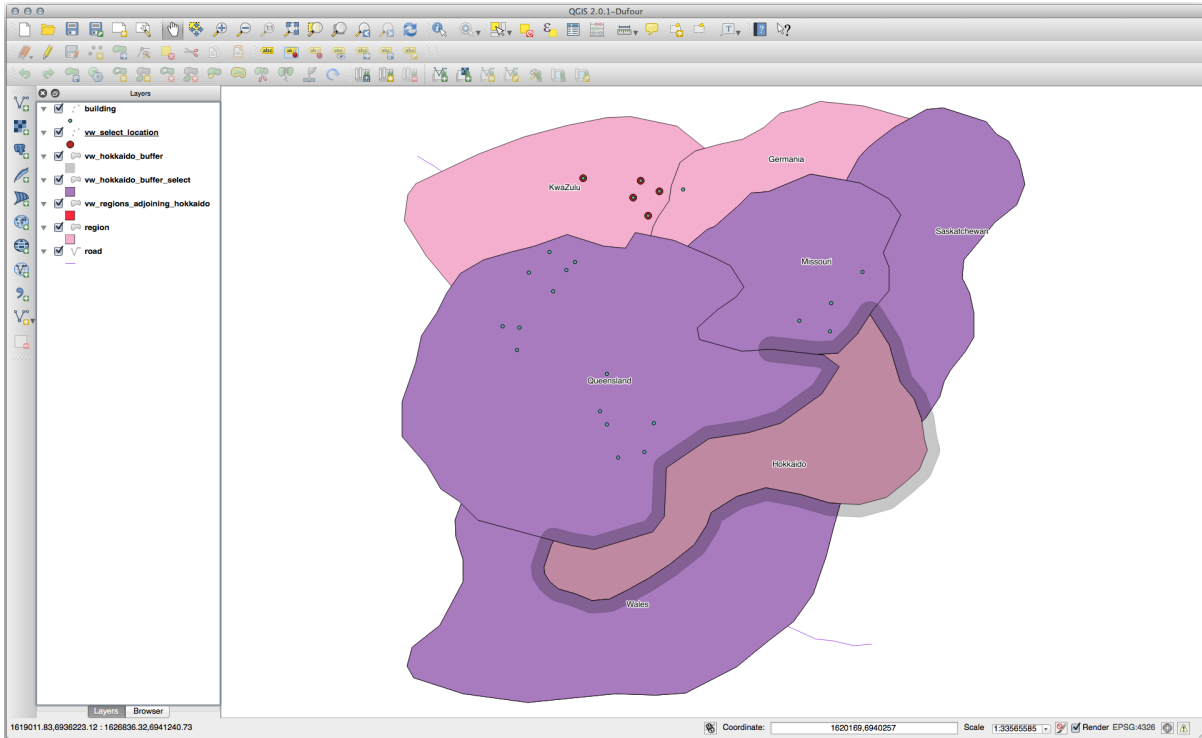 QGIS 2.0.1-Dufour
Layers
building
vw_select_location
vw_hokkaido_buffer
vw_hokkaido_buffer_select
vw_regions_adjoining_hokkaido
region
road
Germania
KwaZulu
Saskatchewan
Missouri
Queensland
Hokkaido
Wales
Layers Browser
1619011.83,6936223.12 : 1626836.32,6941240.73
Coordinate: 1620169,6940257 Scale 1:33565585 Render EPSG:4326